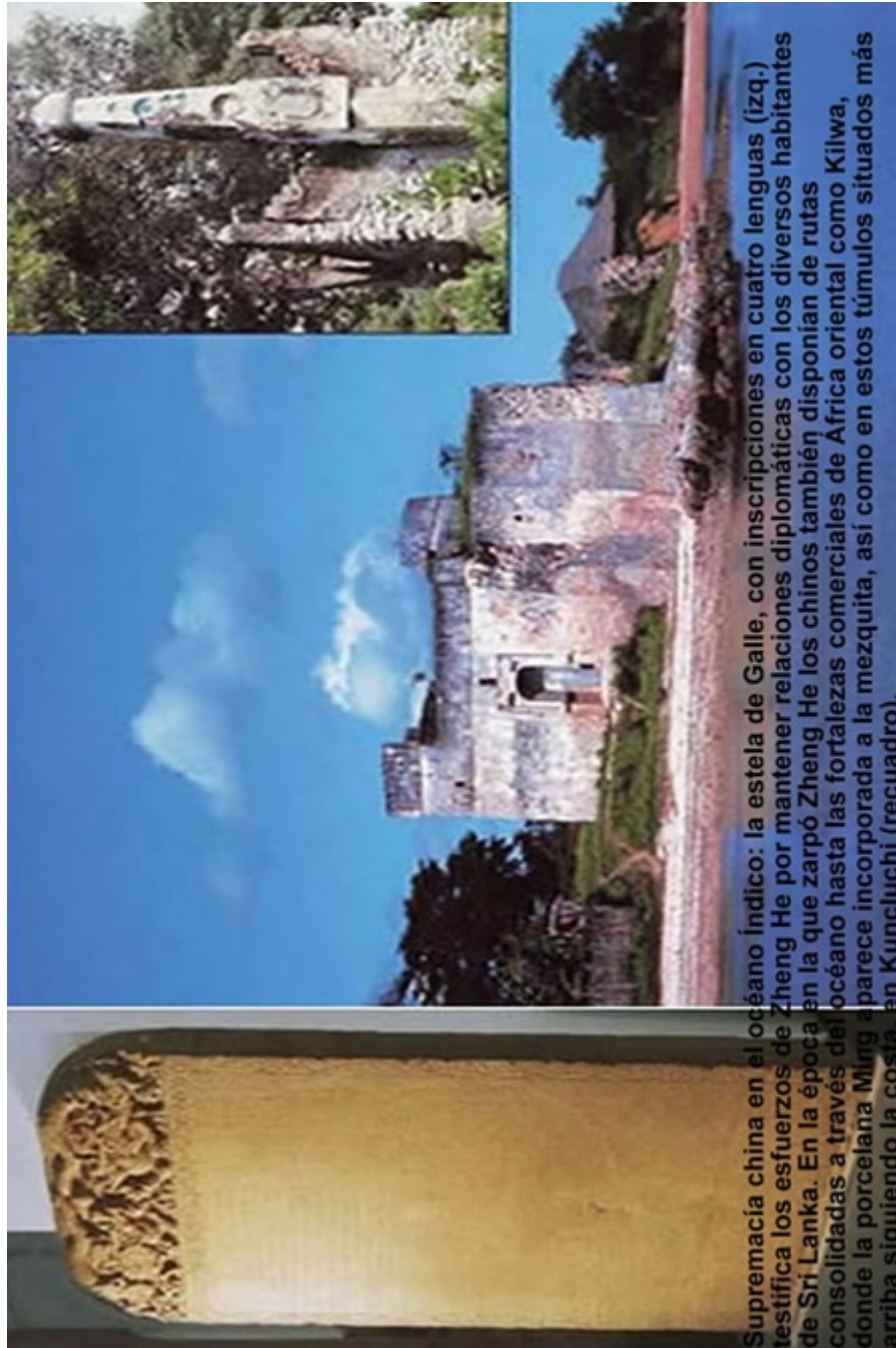 Supremacía china en el océano Índico: la estela de Galle, con inscripciones en cuatro lenguas (izq.)
testifica los esfuerzos de Zheng He por mantener relaciones diplomáticas con los diversos habitantes
de Sri Lanka. En la época en la que zarpó Zheng He los chinos también disponían de rutas
consolidadas a través del océano hasta las fortalezas comerciales de África oriental como Kilwa,
donde la porcelana Ming aparece incorporada a la mezquita, así como en estos túmulos situados más
arriba siguiendo la costa, en (recuadro)